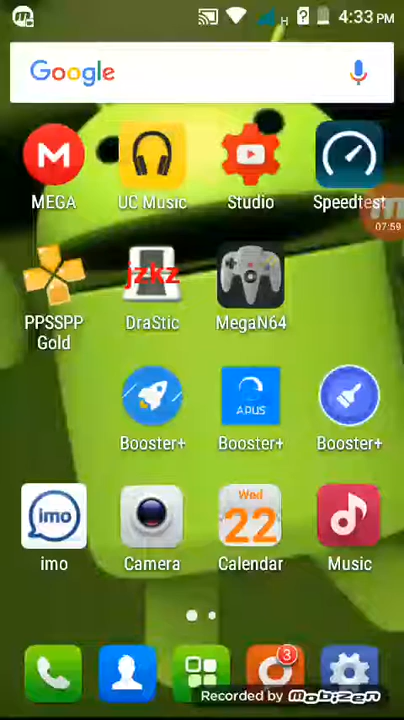 H
4:33 PM
Google
MEGA
UC Music
Studio
Speedtest
07:59
jzkz
PPSSPP
Gold
DraStic
MegaN64
Booster+
APUS
Booster+
Booster+
imo
imo
Camera
Wed
22
Calendar
Music
3
Recorded by Mobizen